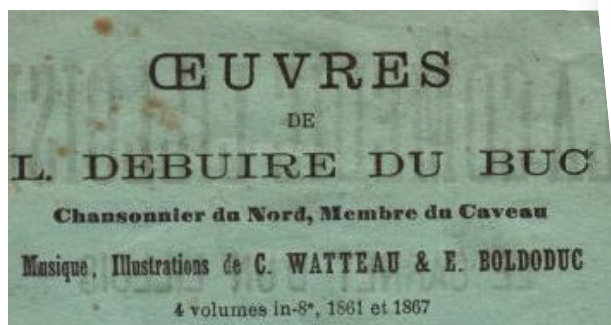 ŒUVRES
DE
L. DEBUIRE DU BUC
Chansonnier du Nord, Membre du Caveau
Musique, Illustrations de C. WATTEAU & E. BOLDODUC
4 volumes in-8°, 1861 et 1867